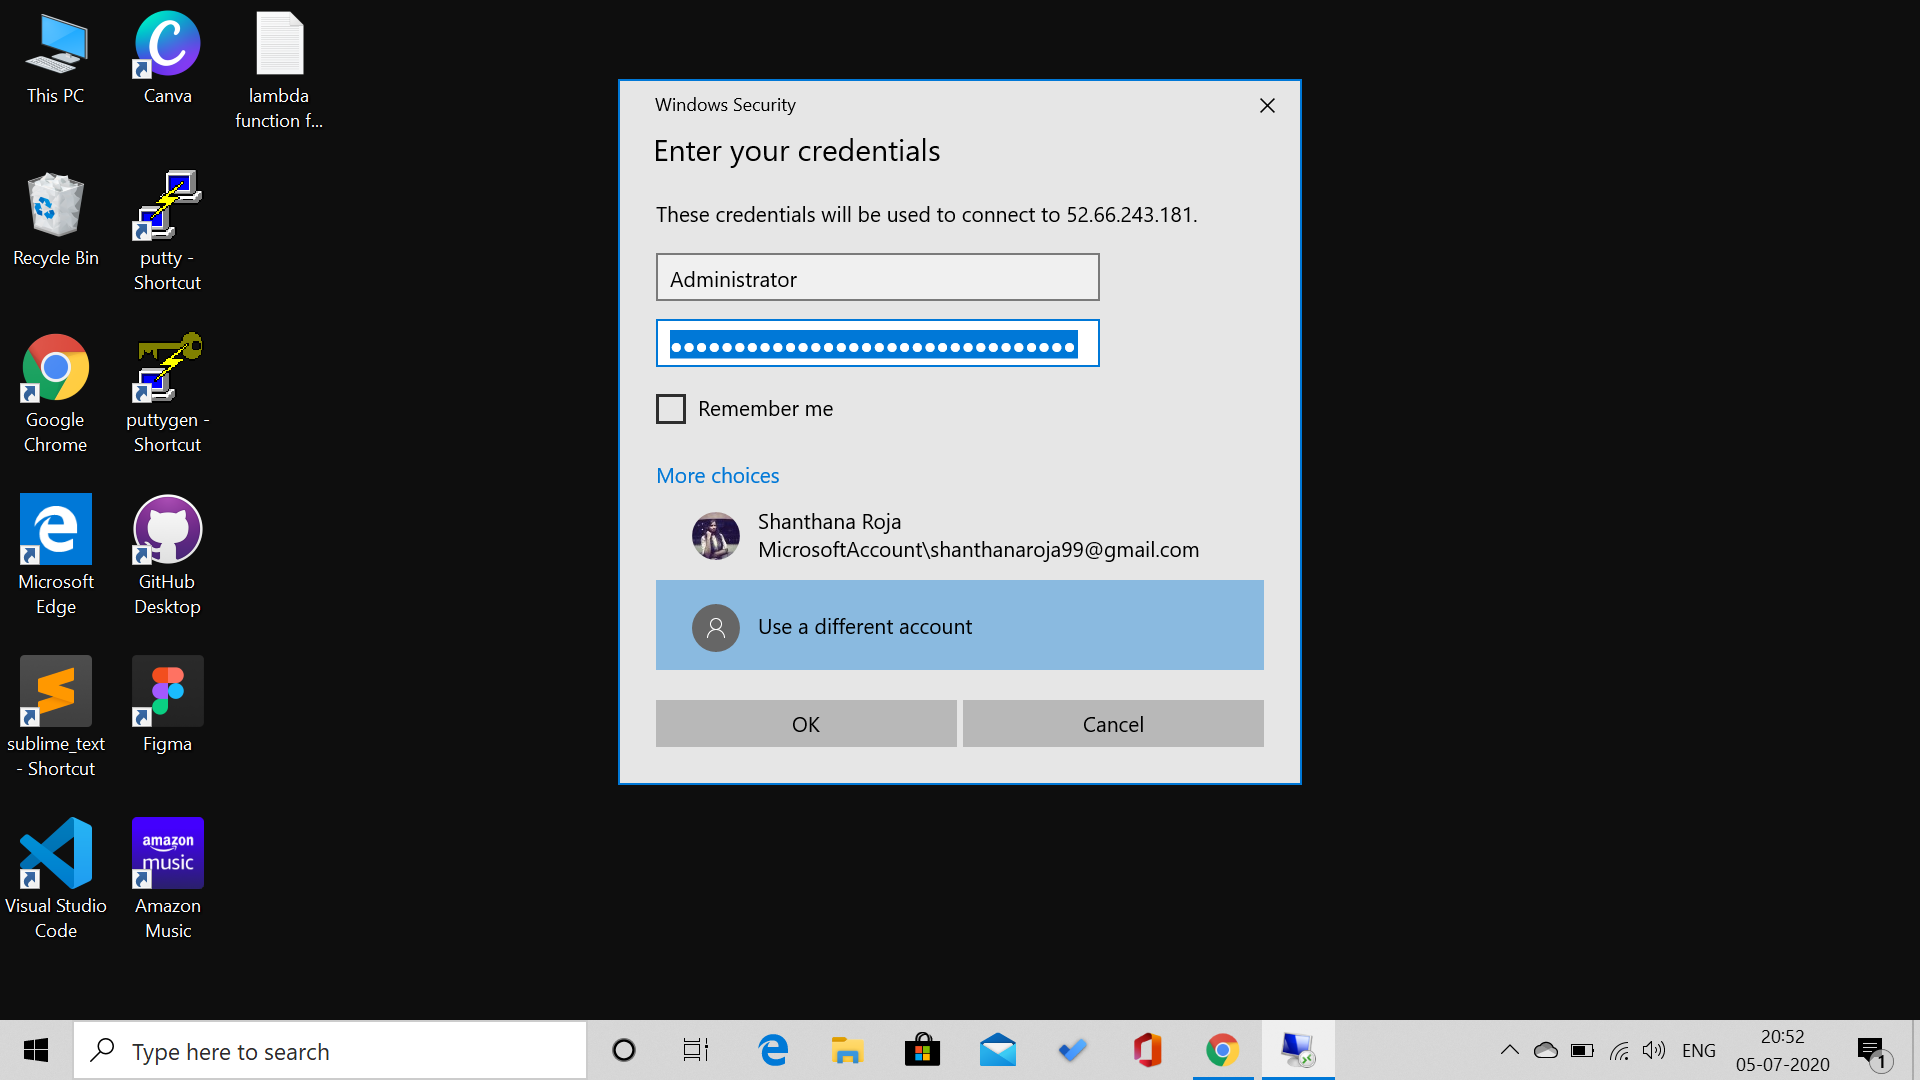 This PC
Canva
lambda
function f...
Recycle Bin
putty -
Shortcut
Google
Chrome
puttygen -
Shortcut
Microsoft
Edge
GitHub
Desktop
sublime_text
- Shortcut
Figma
Visual Studio
Code
amazon
music
Amazon
Music
Windows Security
Enter your credentials
These credentials will be used to connect to 52.66.243.181.
Administrator
Remember me
More choices
Shanthana Roja
MicrosoftAccount\shanthanaroja99@gmail.com
Use a different account
OK
Cancel
Type here to search
ENG
20:52
05-07-2020
1